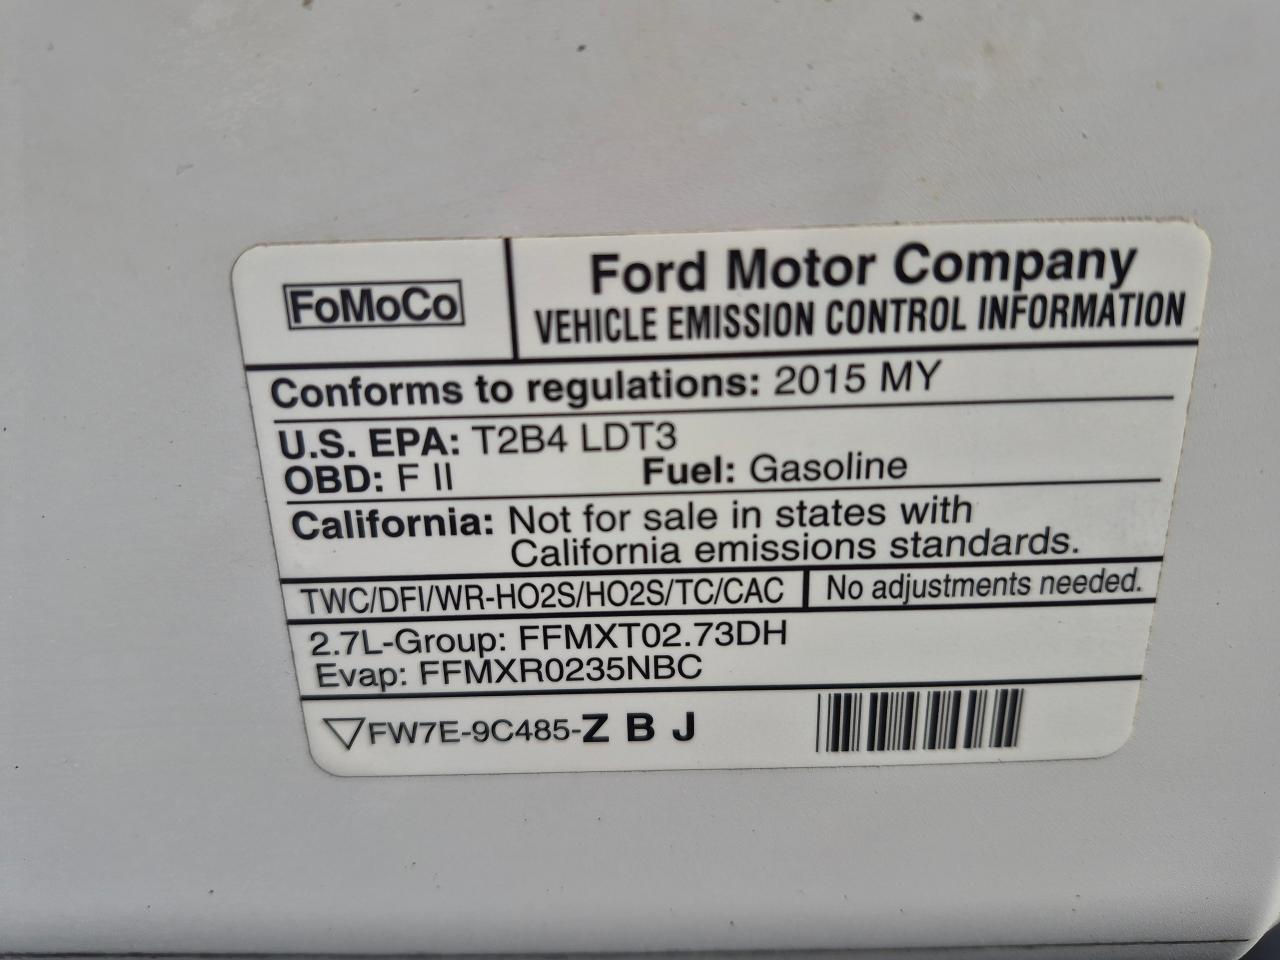 FoMoCo
Ford Motor Company
VEHICLE EMISSION CONTROL INFORMATION
Conforms to regulations: 2015 MY
U.S. EPA: T2B4 LDT3
OBD: F II Fuel: Gasoline
California: Not for sale in states with
California emissions standards.
TWC/DFI/WR-HO2S/HO2S/TC/CAC No adjustments needed.
2.7L-Group: FFMXT02.73DH
Evap: FFMXR0235NBC
FW7E-9C485-Z B J